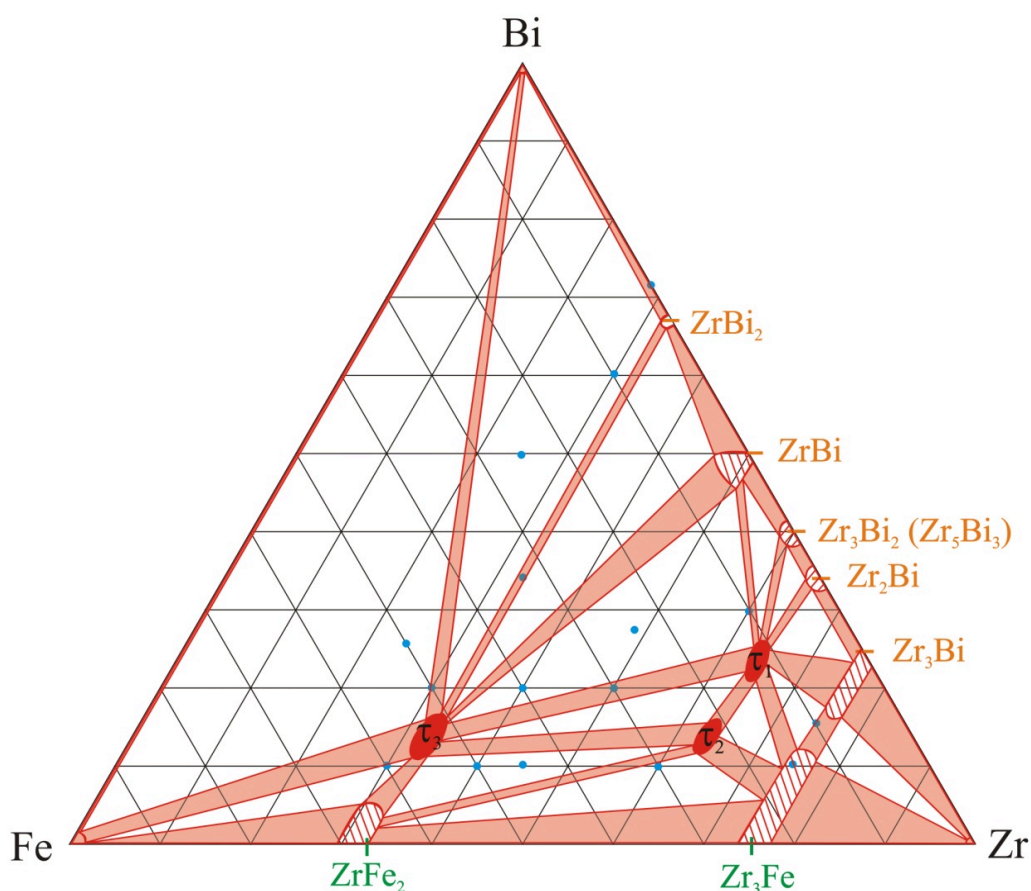 Bi
ZrBi₂
ZrBi
Zr₃Bi₂ (Zr₅Bi₃)
Zr₂Bi
Zr₃Bi
τ₁
τ₃
τ₂
Fe
Zr
ZrFe₂
Zr₃Fe